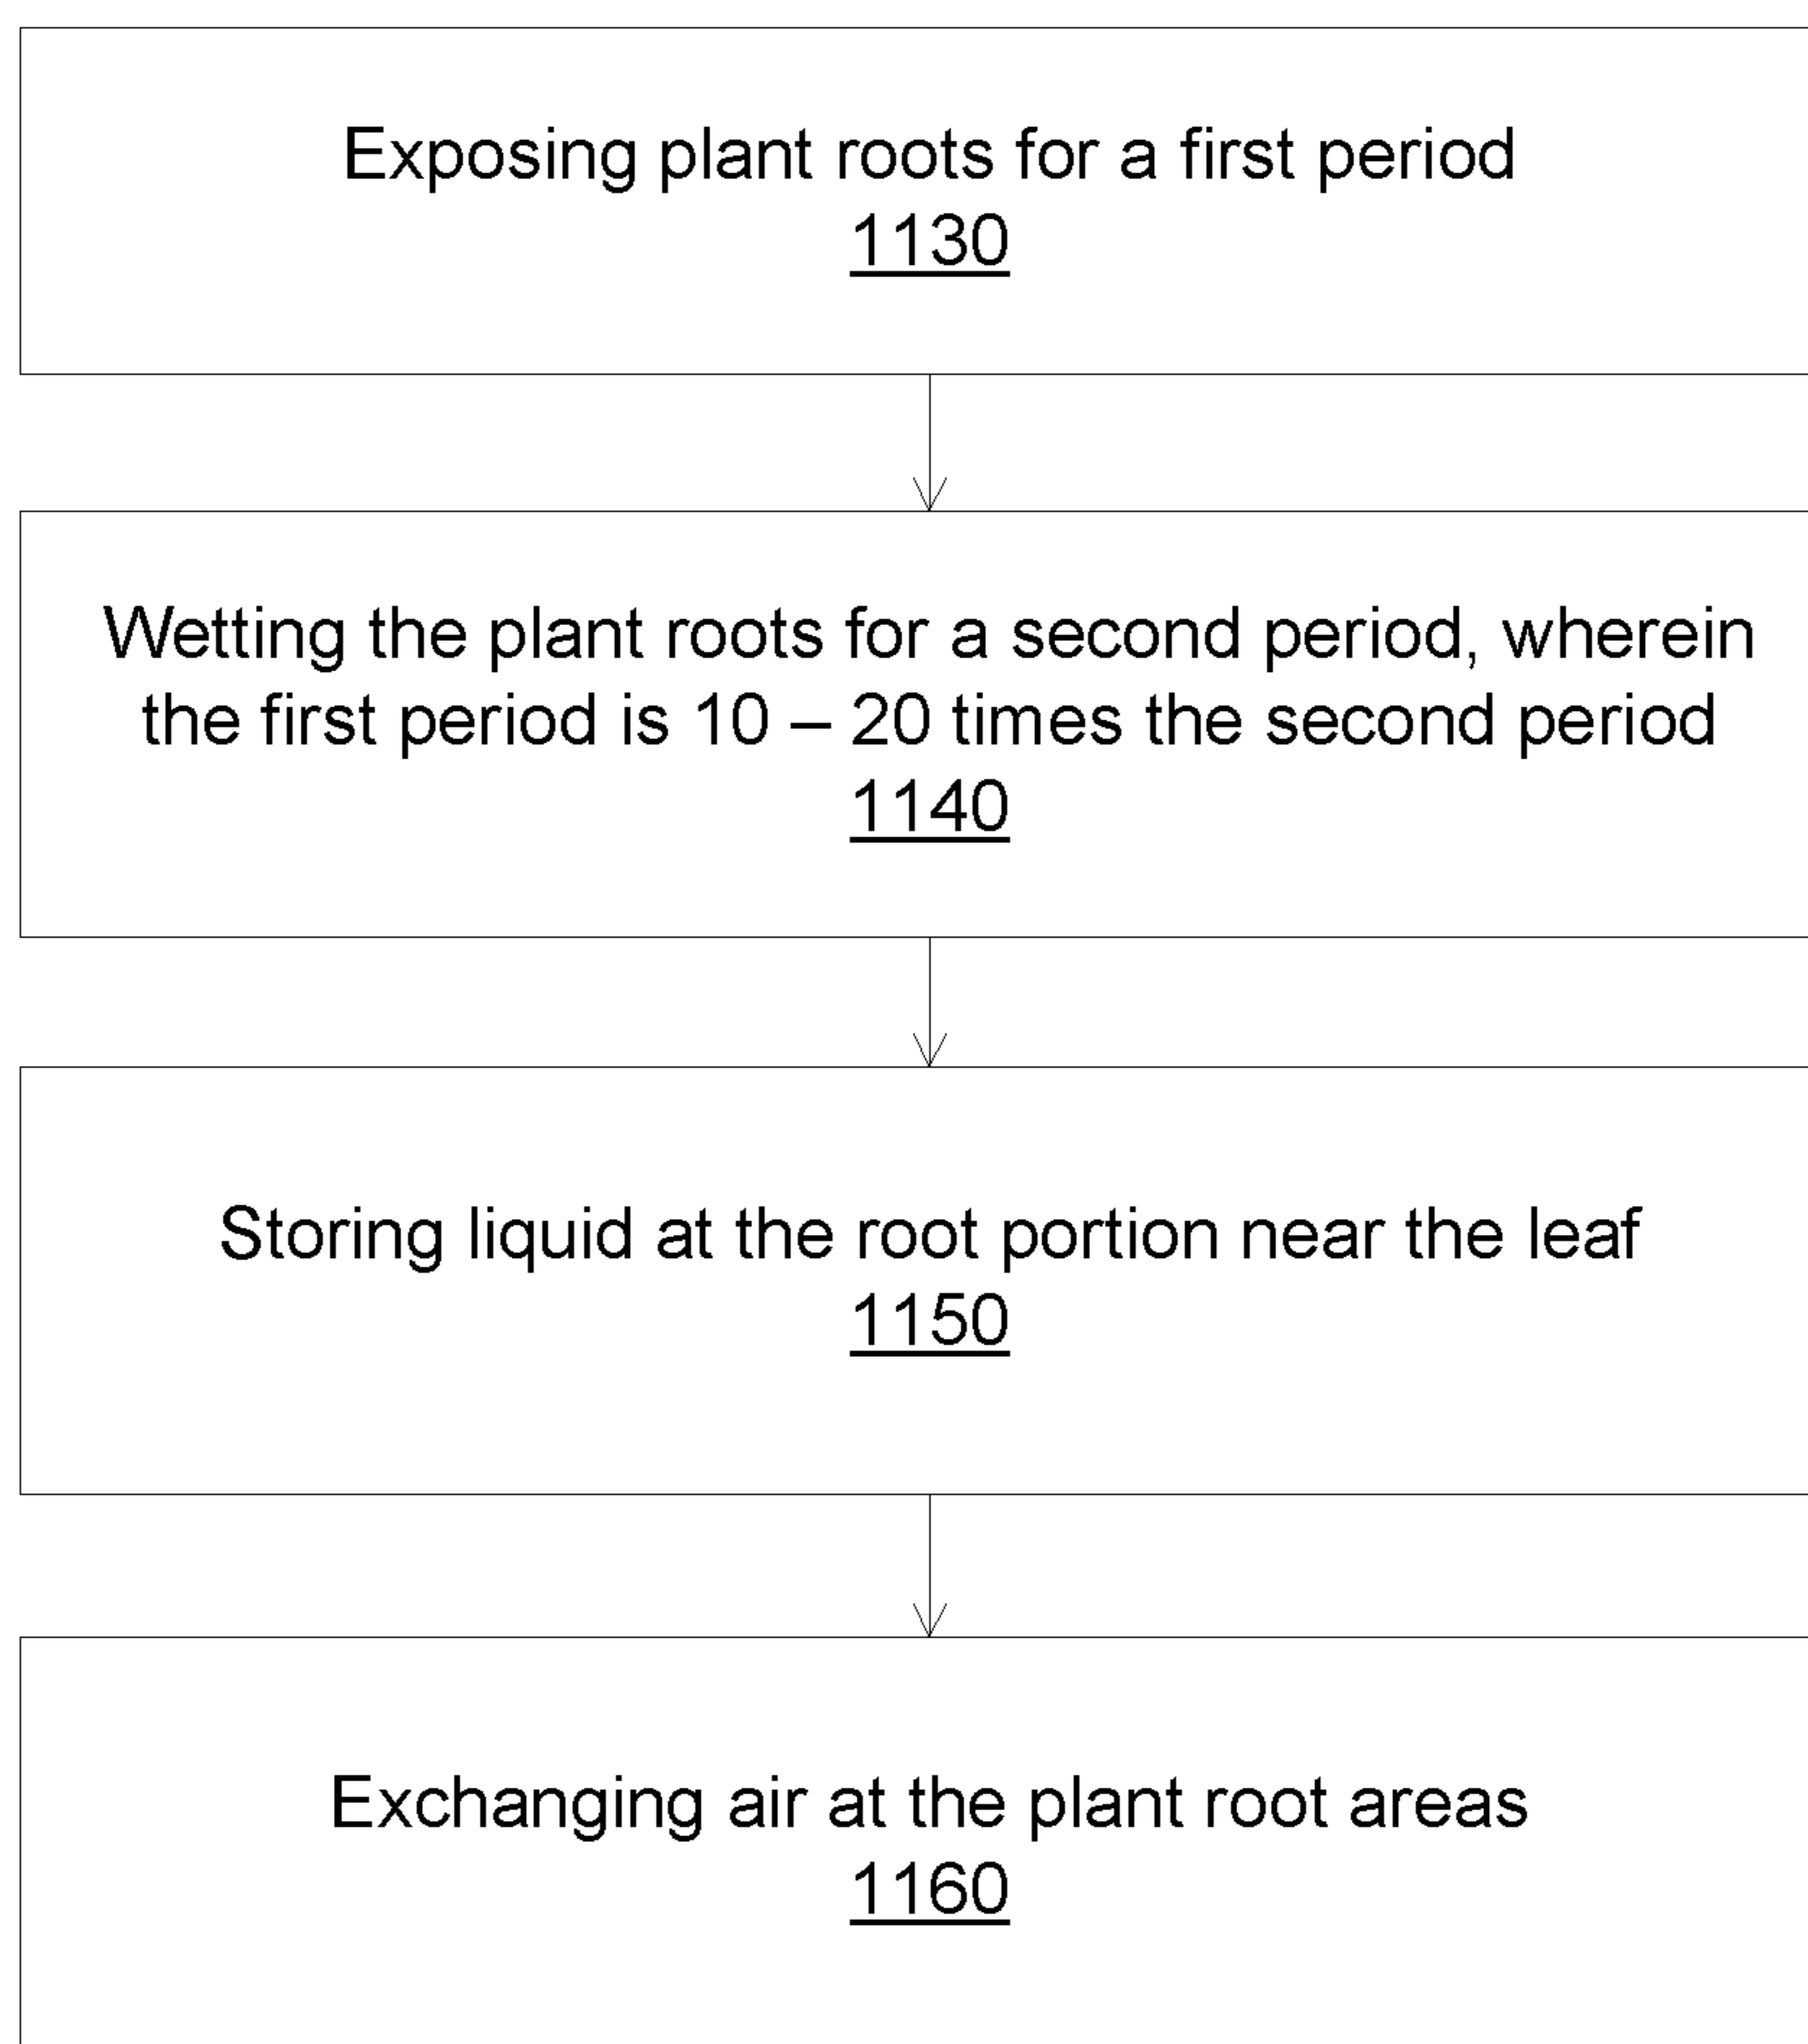 Exposing plant roots for a first period
1130
Wetting the plant roots for a second period, wherein
the first period is 10 – 20 times the second period
1140
Storing liquid at the root portion near the leaf
1150
Exchanging air at the plant root areas
1160